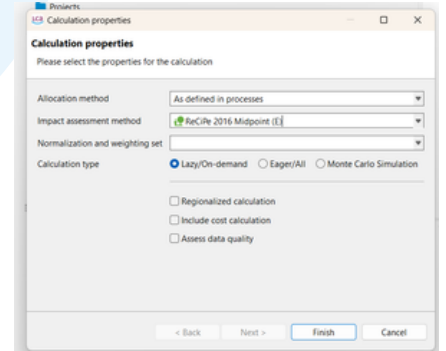 Projects
Calculation properties
Calculation properties
Please select the properties for the calculation
Allocation method As defined in processes
Impact assessment method ReCiPe 2016 Midpoint (E)
Normalization and weighting set
Calculation type Lazy/On-demand Eager/All Monte Carlo Simulation
Regionalized calculation
Include cost calculation
Assess data quality
< Back Next > Finish Cancel